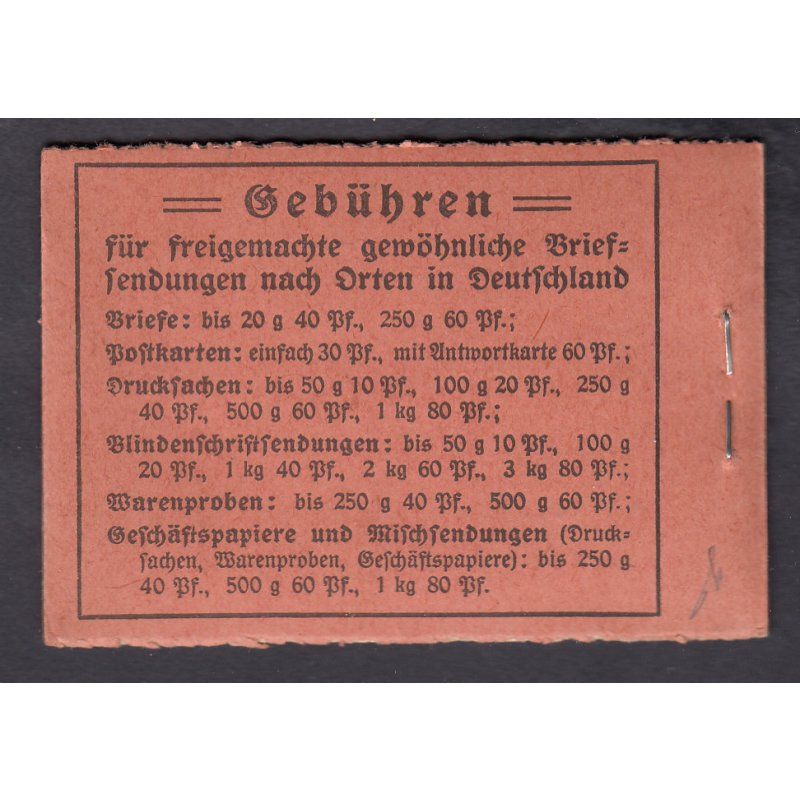 Gebühren
für freigemachte gewöhnliche Brief=
sendungen nach Orten in Deutschland
Briefe: bis 20 g 40 Pf., 250 g 60 Pf.;
Postkarten: einfach 30 Pf., mit Antwortkarte 60 Pf.;
Drucksachen: bis 50 g 10 Pf., 100 g 20 Pf., 250 g
40 Pf., 500 g 60 Pf., 1 kg 80 Pf.;
Blindenschriftsendungen: bis 50 g 10 Pf., 100 g
20 Pf., 1 kg 40 Pf., 2 kg 60 Pf., 3 kg 80 Pf.;
Warenproben: bis 250 g 40 Pf., 500 g 60 Pf.;
Geschäftspapiere und Mischsendungen (Druck=
sachen, Warenproben, Geschäftspapiere): bis 250 g
40 Pf., 500 g 60 Pf., 1 kg 80 Pf.